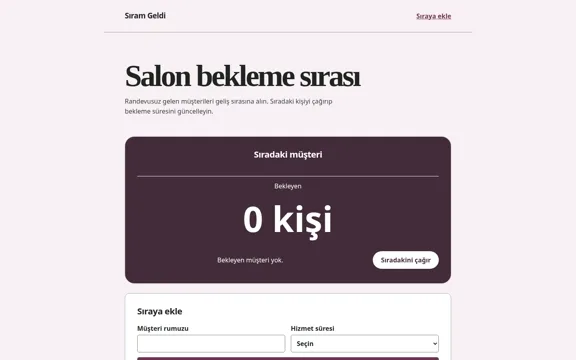 Sıram Geldi
Sıraya ekle
Salon bekleme sırası
Randevusuz gelen müşterileri geliş sırasına alın. Sıradaki kişiyi çağırıp
bekleme süresini güncelleyin.
Sıradaki müşteri
Bekleyen
0 kişi
Bekleyen müşteri yok.
Sıradakini çağır
Sıraya ekle
Müşteri rumuzu
Hizmet süresi
Seçin